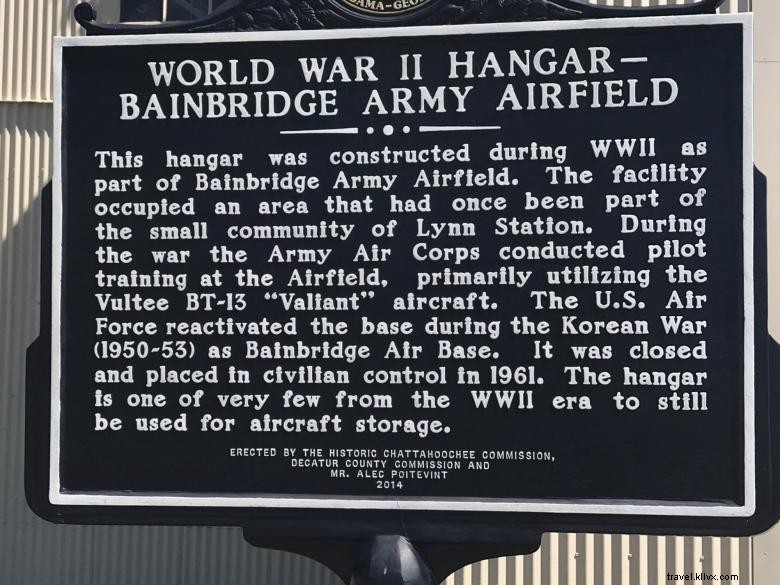 BAMA-GEO
WORLD WAR II HANGAR—
BAINBRIDGE ARMY AIRFIELD
This hangar was constructed during WWII as
part of Bainbridge Army Airfield. The facility
occupied an area that had once been part of
the small community of Lynn Station. During
the war the Army Air Corps conducted pilot
training at the Airfield, primarily utilizing the
Vultee BT-13 "Valiant" aircraft. The U.S. Air
Force reactivated the base during the Korean War
(1950-53) as Bainbridge Air Base. It was closed
and placed in civilian control in 1961. The hangar
is one of very few from the WWII era to still
be used for aircraft storage.
ERECTED BY THE HISTORIC CHATTAHOOCHEE COMMISSION,
DECATUR COUNTY COMMISSION AND
MR. ALEC POITEVINT
2014
travel.kllvx.com